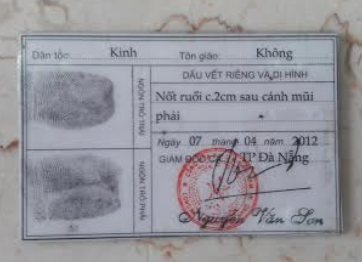 Dân tộc: Kinh Tôn giáo: Không
DẤU VẾT RIÊNG VÀ DỊ HÌNH
NGÓN TRỎ TRÁI
Nốt ruồi c.2cm sau cánh mũi
phải
Ngày 07 tháng 04 năm 2012
GIÁM ĐỐC CA TP Đà Nẵng
NGÓN TRỎ PHẢI
Nguyễn Văn Sơn